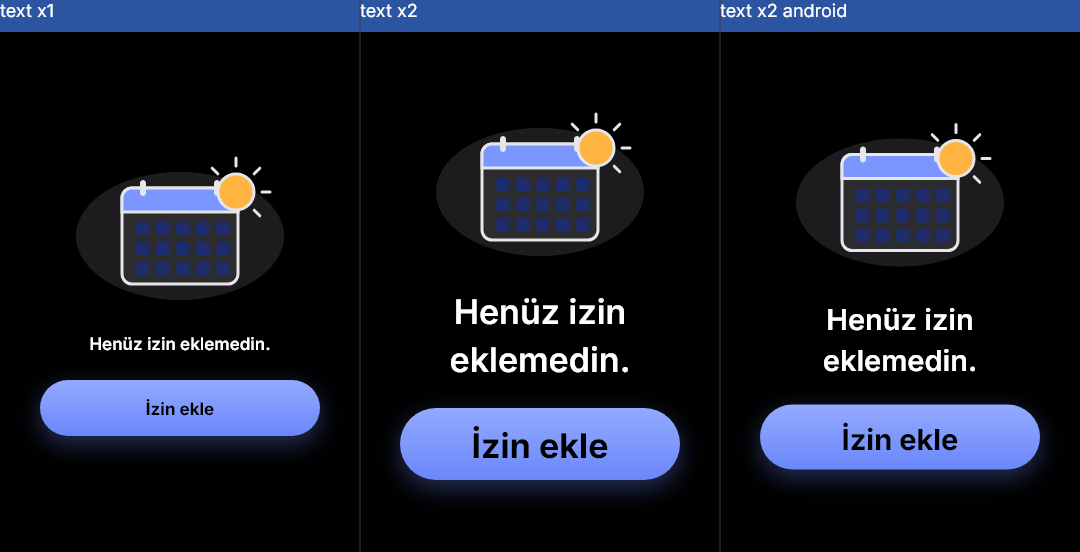 text x1
text x2
text x2 android
Henüz izin eklemedin.
İzin ekle
Henüz izin
eklemedin.
İzin ekle
Henüz izin
eklemedin.
İzin ekle